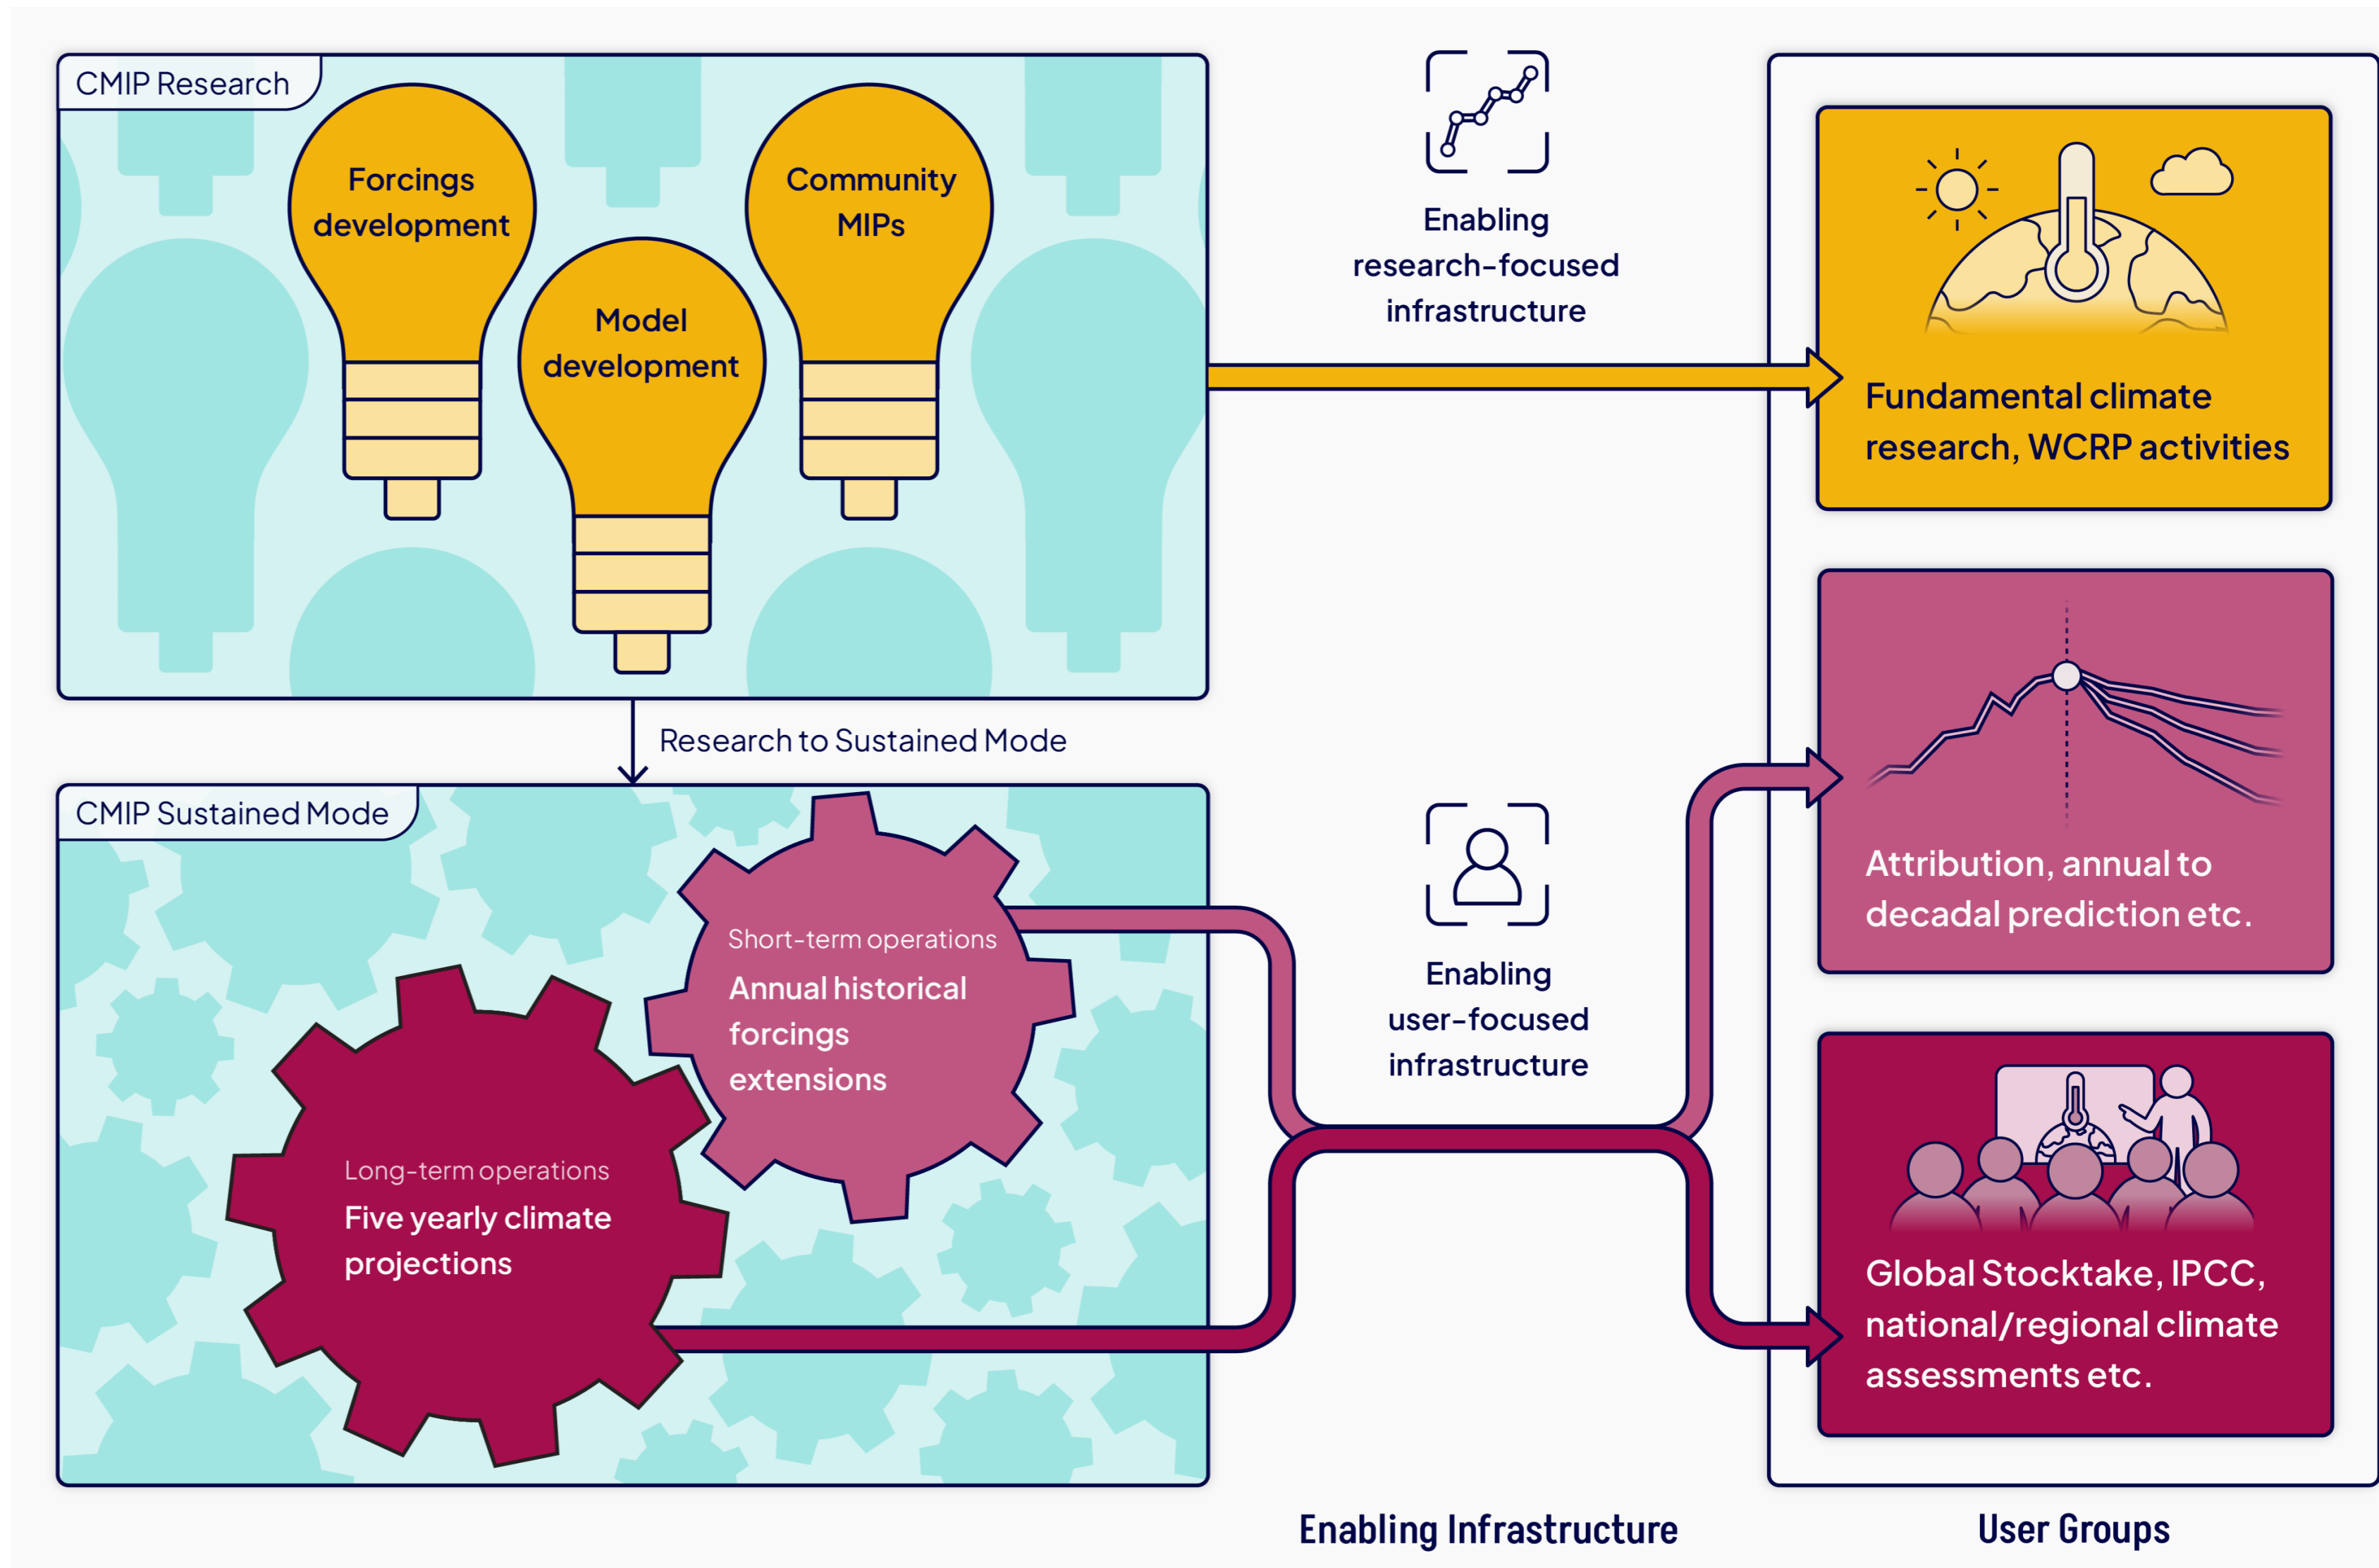 CMIP Research
Forcings
development
Model
development
Community
MIPs
Enabling
research-focused
infrastructure
Fundamental climate
research, WCRP activities
Research to Sustained Mode
CMIP Sustained Mode
Short-term operations
Annual historical
forcings
extensions
Long-term operations
Five yearly climate
projections
Enabling
user-focused
infrastructure
Attribution, annual to
decadal prediction etc.
Global Stocktake, IPCC,
national/regional climate
assessments etc.
Enabling Infrastructure
User Groups